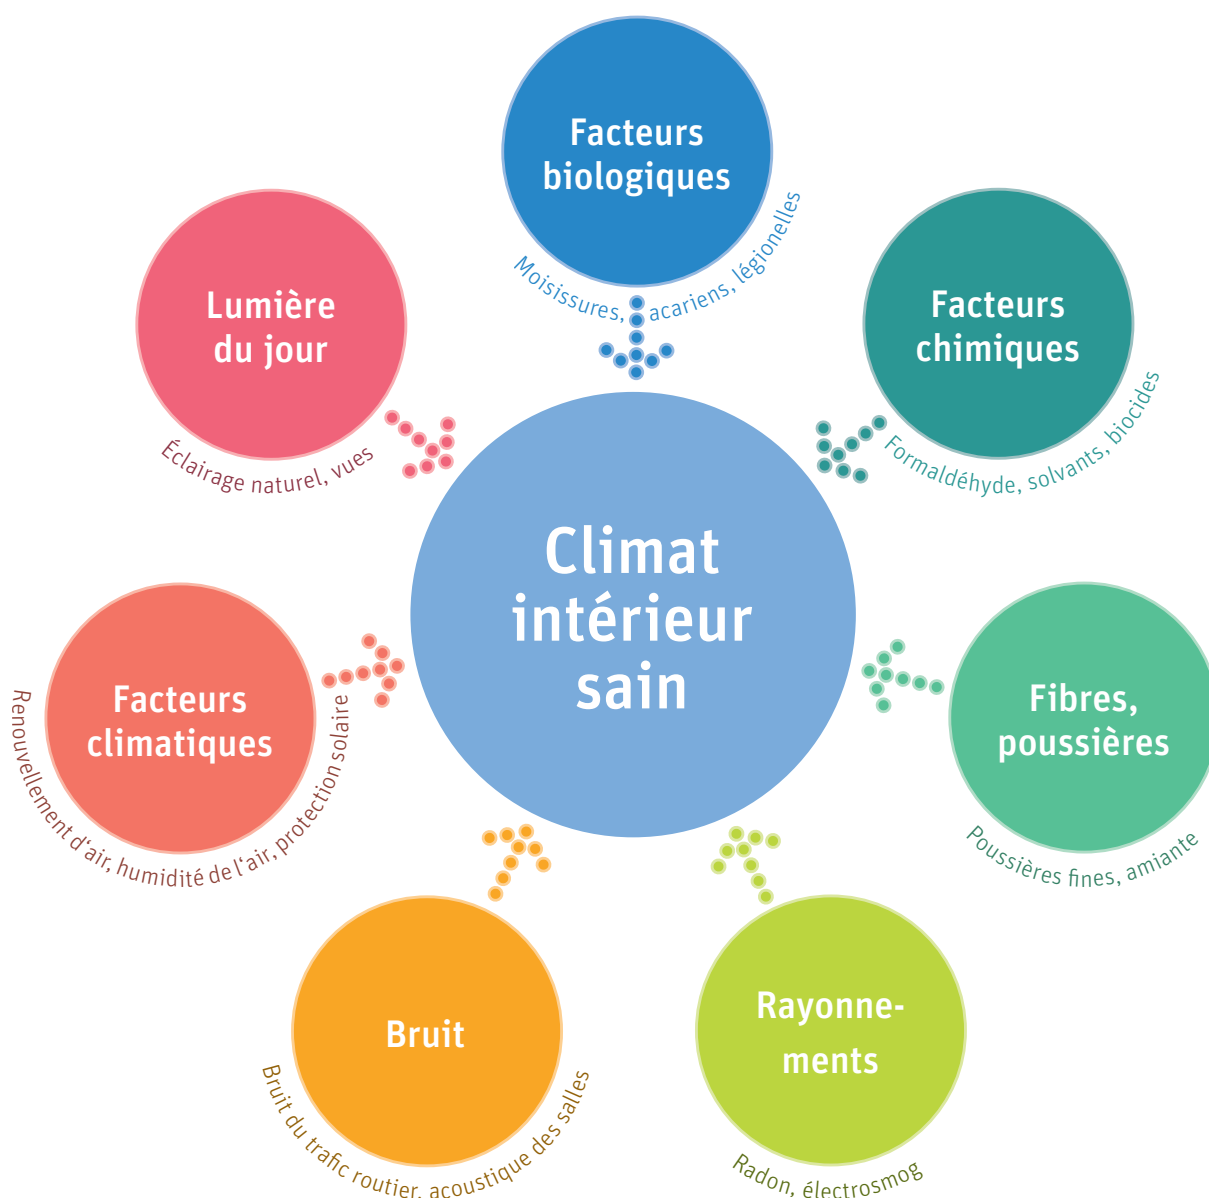 Facteurs
biologiques
Moisissures, acariens, légionelles
Facteurs
chimiques
Formaldéhyde, solvants, biocides
Fibres,
poussières
Poussières fines, amiante
Rayonne-
ments
Radon, électrosmog
Bruit
Bruit du trafic routier, acoustique des salles
Facteurs
climatiques
Renouvellement d‘air, humidité de l‘air, protection solaire
Lumière
du jour
Éclairage naturel, vues
Climat
intérieur
sain